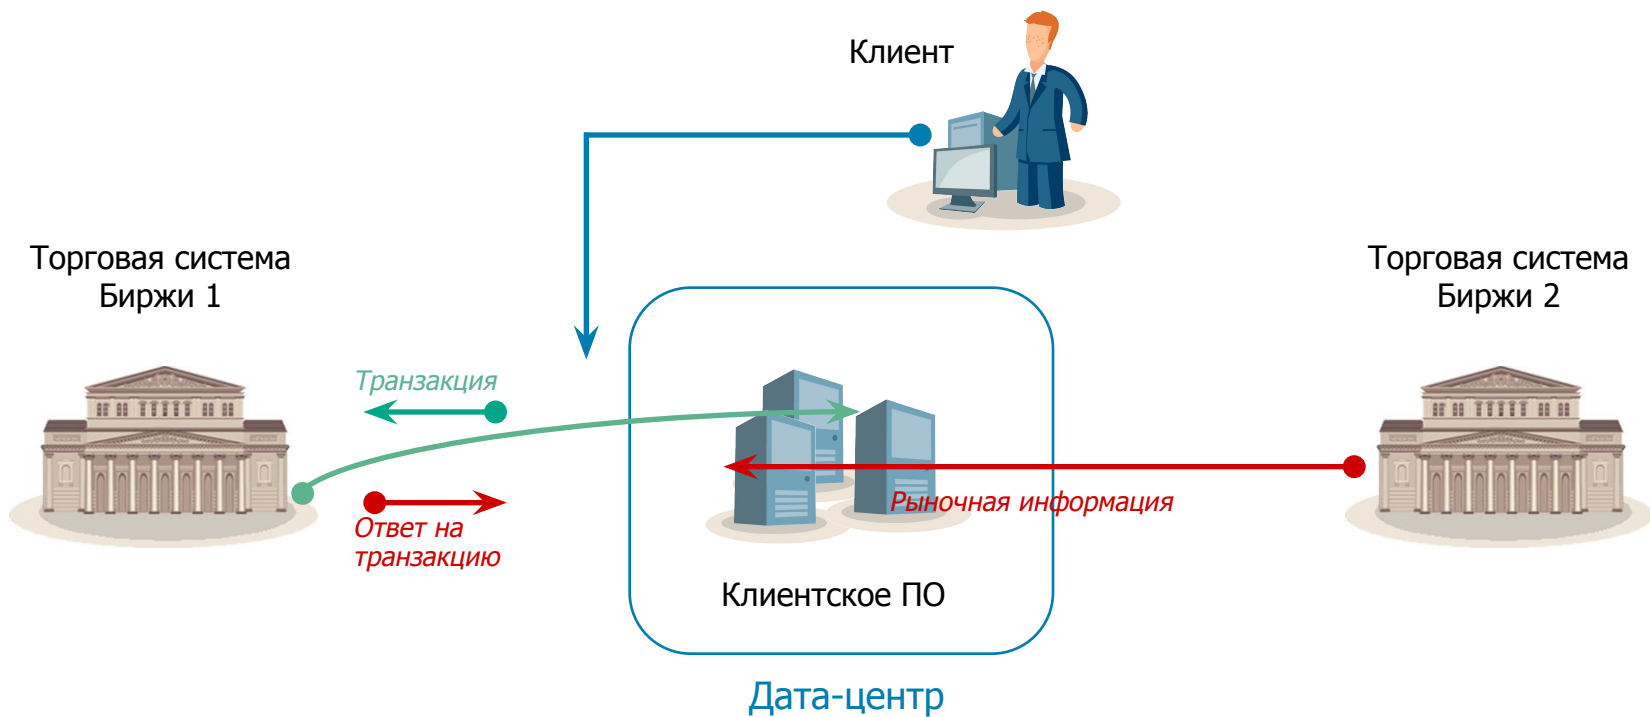 Клиент
Торговая система
Биржи 1
Торговая система
Биржи 2
Транзакция
Рыночная информация
Ответ на
транзакцию
Клиентское ПО
Дата-центр